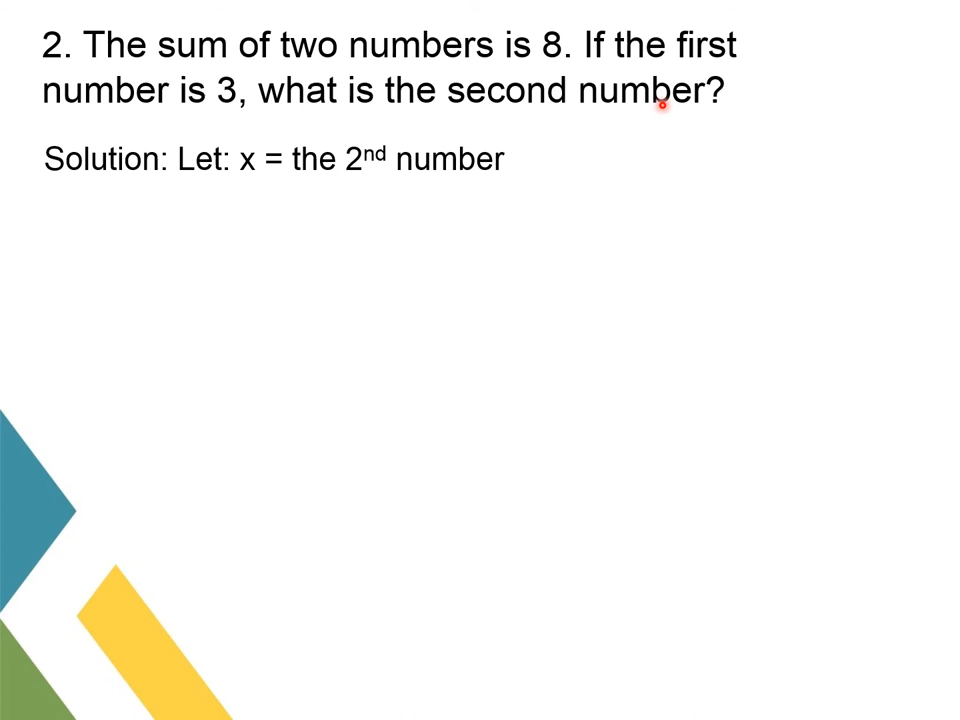 2. The sum of two numbers is 8. If the first
number is 3, what is the second number?
Solution: Let: x = the 2nd number